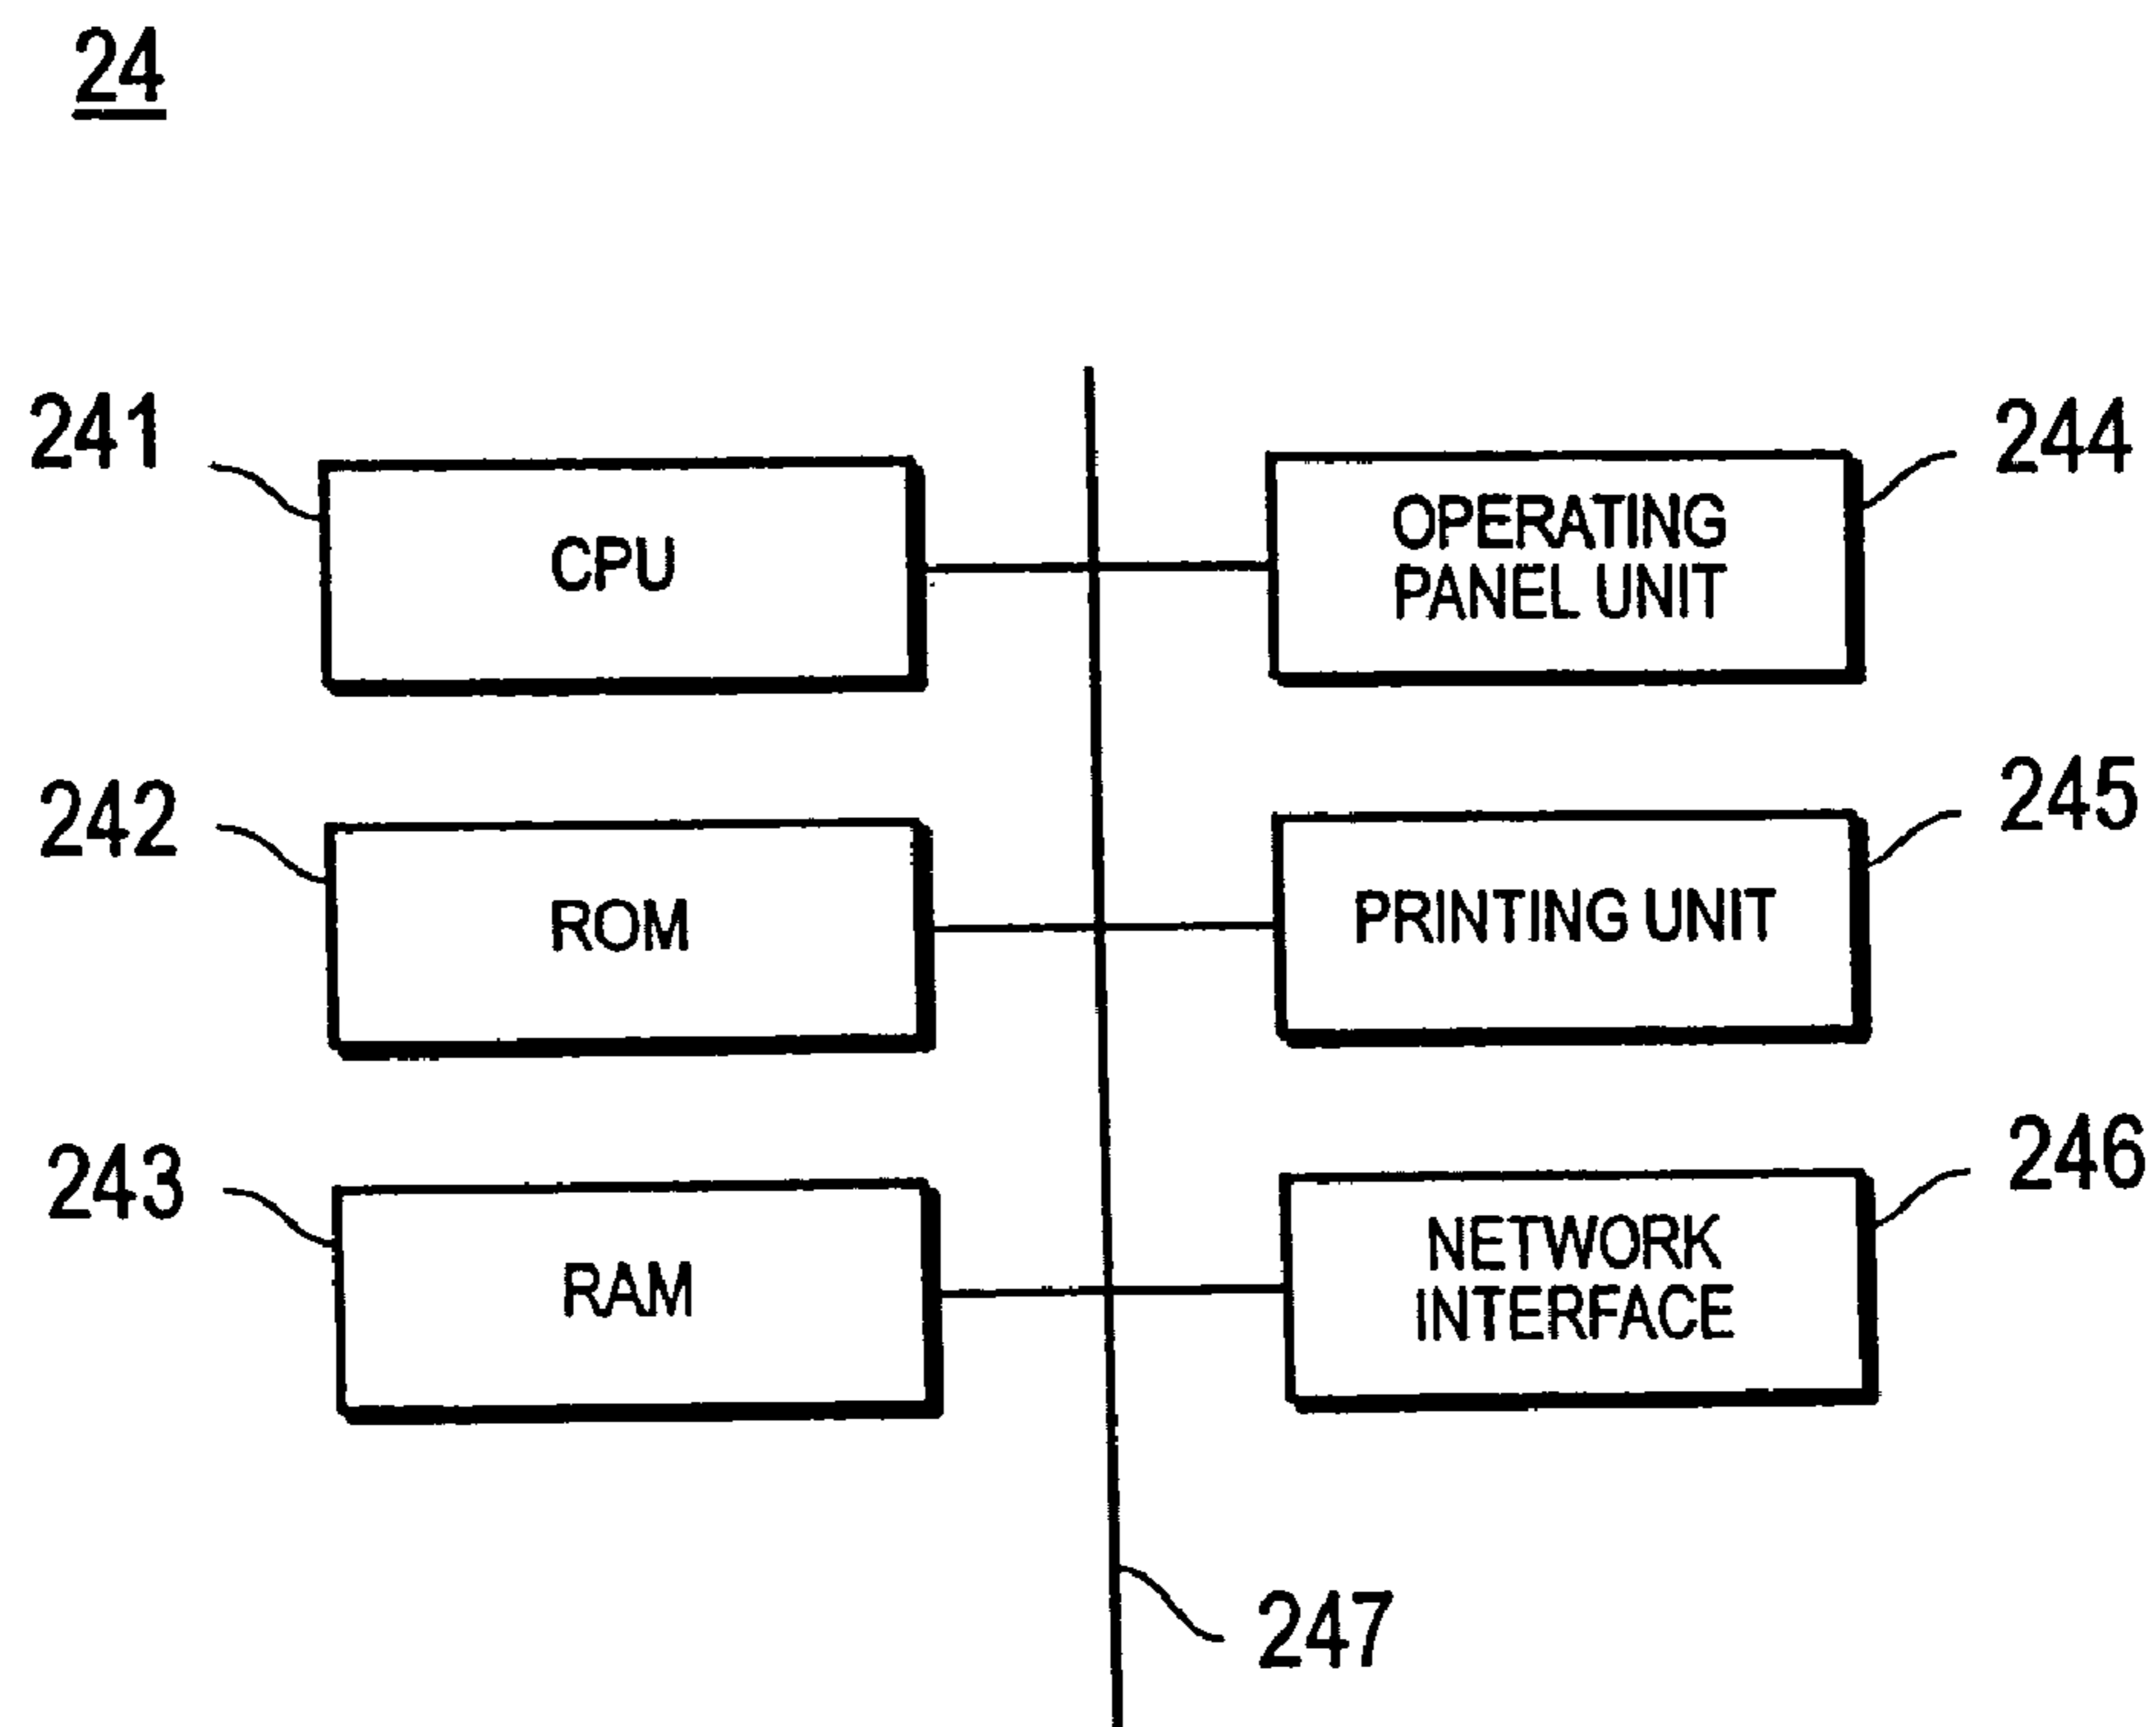 24
241
CPU
OPERATING
PANEL UNIT
244
242
ROM
PRINTING UNIT
245
243
RAM
NETWORK
INTERFACE
246
247